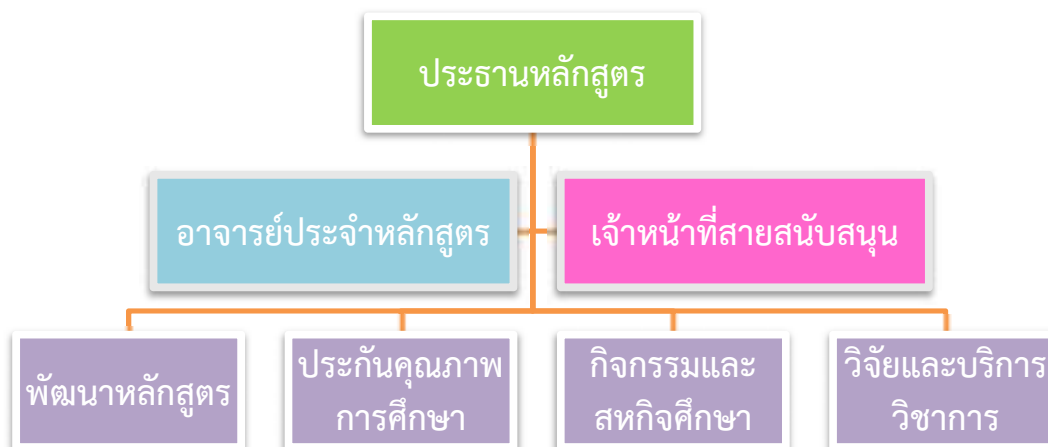 ประธานหลักสูตร
อาจารย์ประจำหลักสูตร
เจ้าหน้าที่สายสนับสนุน
พัฒนาหลักสูตร
ประกันคุณภาพ
การศึกษา
กิจกรรมและ
สหกิจศึกษา
วิจัยและบริการ
วิชาการ